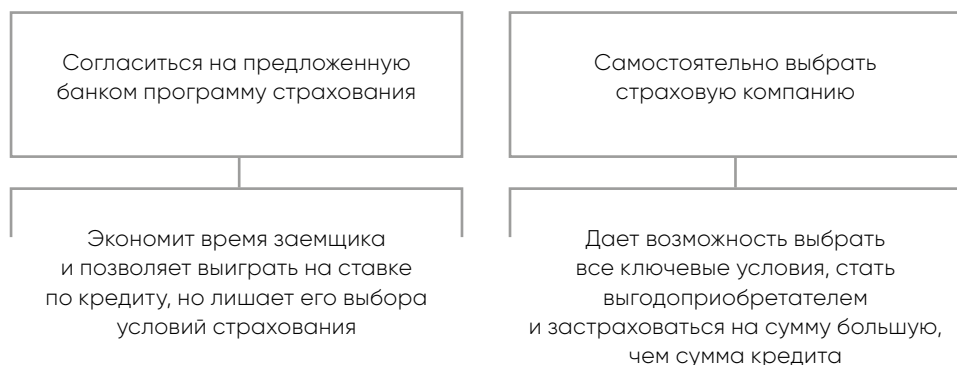 Согласиться на предложенную
банком программу страхования
Самостоятельно выбрать
страховую компанию
Экономит время заемщика
и позволяет выиграть на ставке
по кредиту, но лишает его выбора
условий страхования
Дает возможность выбрать
все ключевые условия, стать
выгодоприобретателем
и застраховаться на сумму большую,
чем сумма кредита